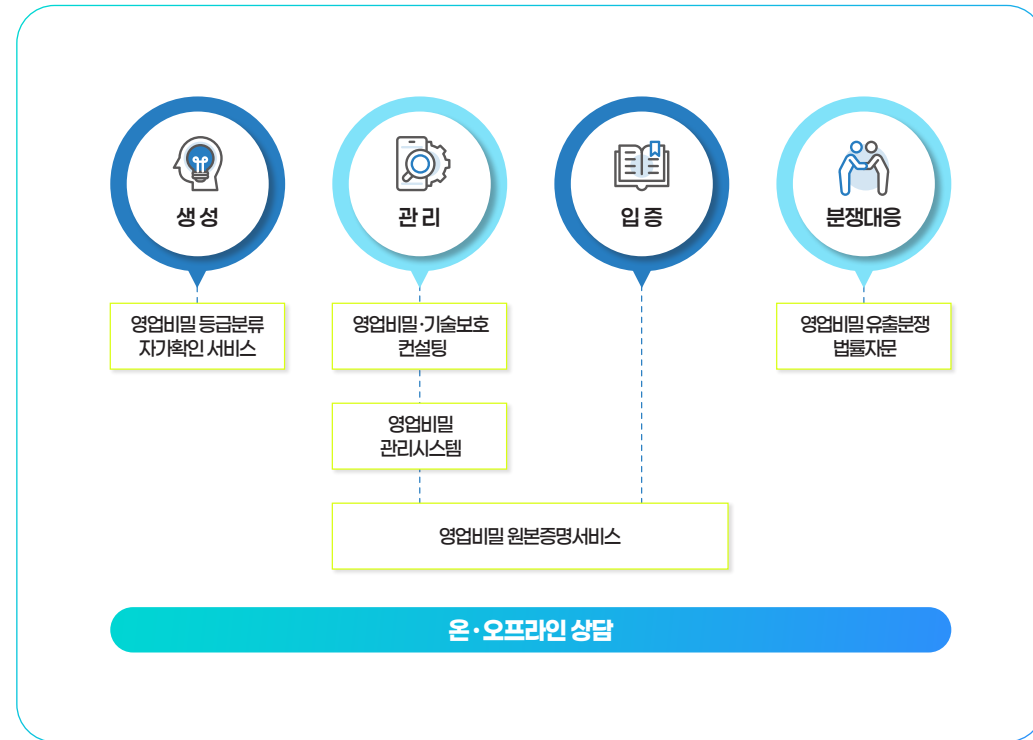 생성
관리
입증
분쟁대응
영업비밀 등급분류
자가확인 서비스
영업비밀·기술보호
컨설팅
영업비밀 유출분쟁
법률자문
영업비밀
관리시스템
영업비밀 원본증명서비스
온·오프라인 상담